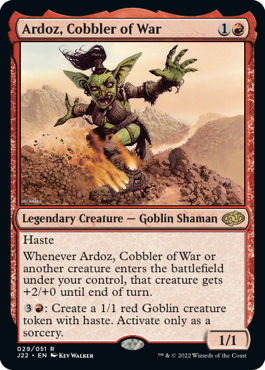 Ardoz, Cobbler of War 1R
Legendary Creature — Goblin Shaman
Haste
Whenever Ardoz, Cobbler of War or
another creature enters the battlefield
under your control, that creature gets
+2/+0 until end of turn.
3R: Create a 1/1 red Goblin creature
token with haste. Activate only as a
sorcery.
1/1
029/051 R
J22 • EN Kev Walker
™ & © 2022 Wizards of the Coast